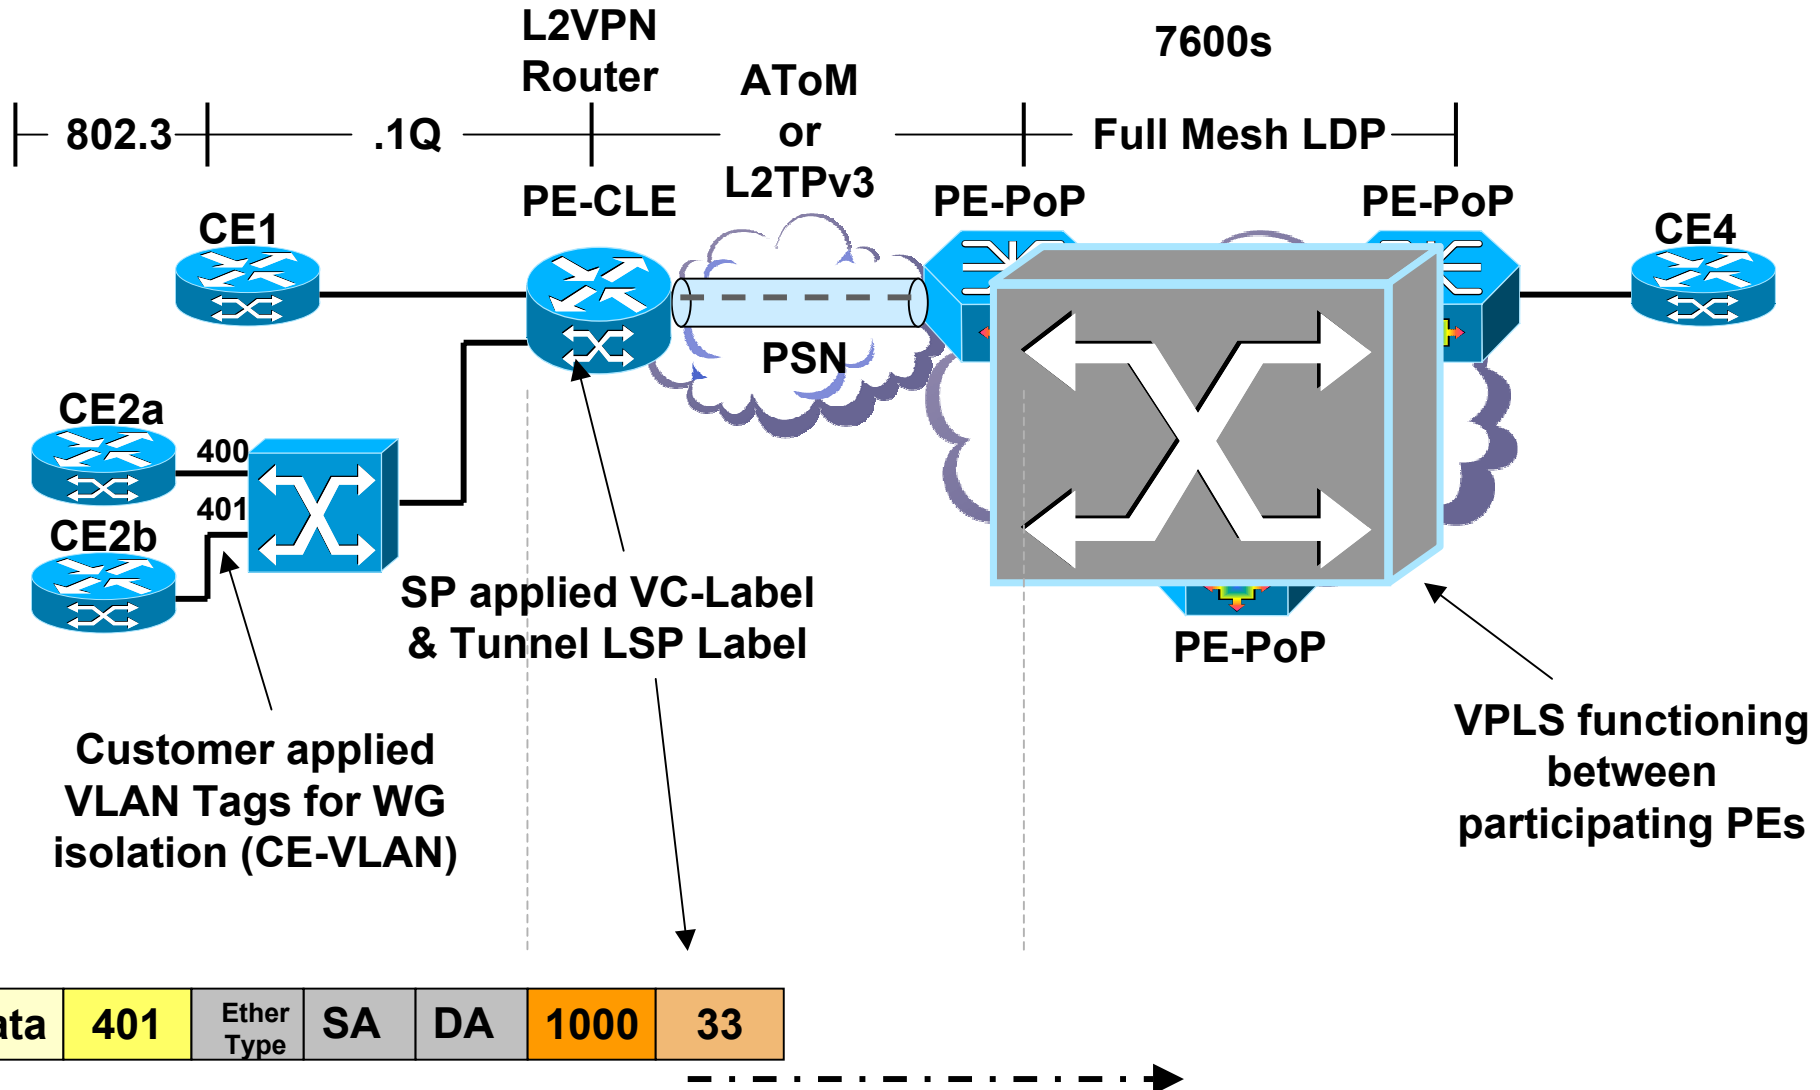 L2VPN
Router
7600s
AToM
or
L2TPv3
802.3
.1Q
Full Mesh LDP
PE-CLE
PE-PoP
PE-PoP
CE1
CE4
PSN
CE2a
400
401
CE2b
SP applied VC-Label
& Tunnel LSP Label
PE-PoP
Customer applied
VLAN Tags for WG
isolation (CE-VLAN)
VPLS functioning
between
participating PEs
ata
401
Ether
Type
SA
DA
1000
33